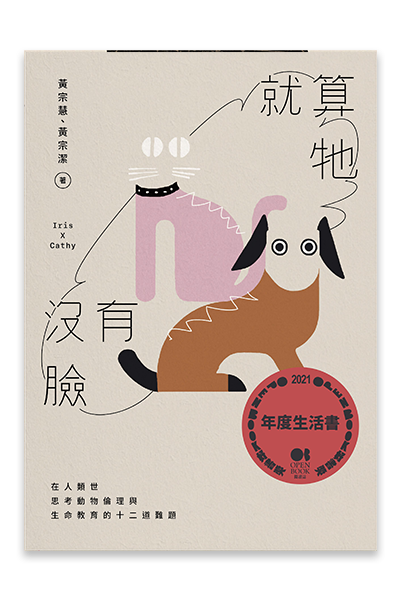 就算牠
沒有臉
黃宗慧、黃宗潔 著
Iris
X
Cathy
2021
年度生活書
OPEN
BOOK
在人類世
思考動物倫理與
生命教育的十二道難題